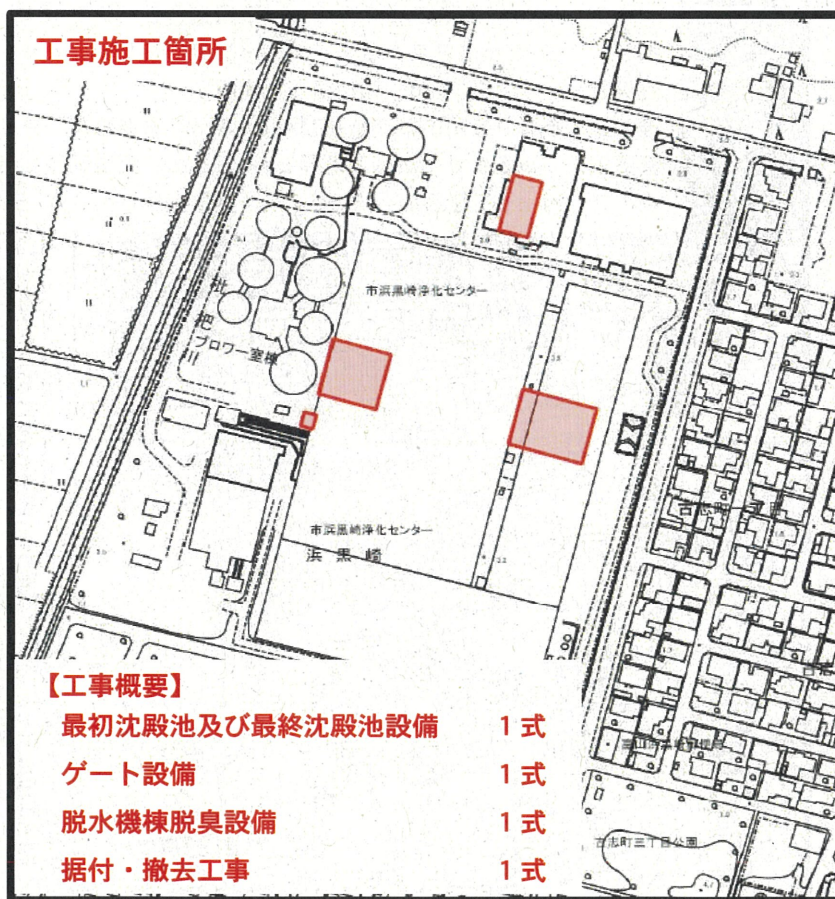 工事施工箇所
市浜黒崎浄化センター
枇
把
川
ブロワー室棟
市浜黒崎浄化センター
浜黒崎
【工事概要】
最初沈殿池及び最終沈殿池設備 1式
ゲート設備 1式
脱水機棟脱臭設備 1式
据付・撤去工事 1式
古志町三丁目公園